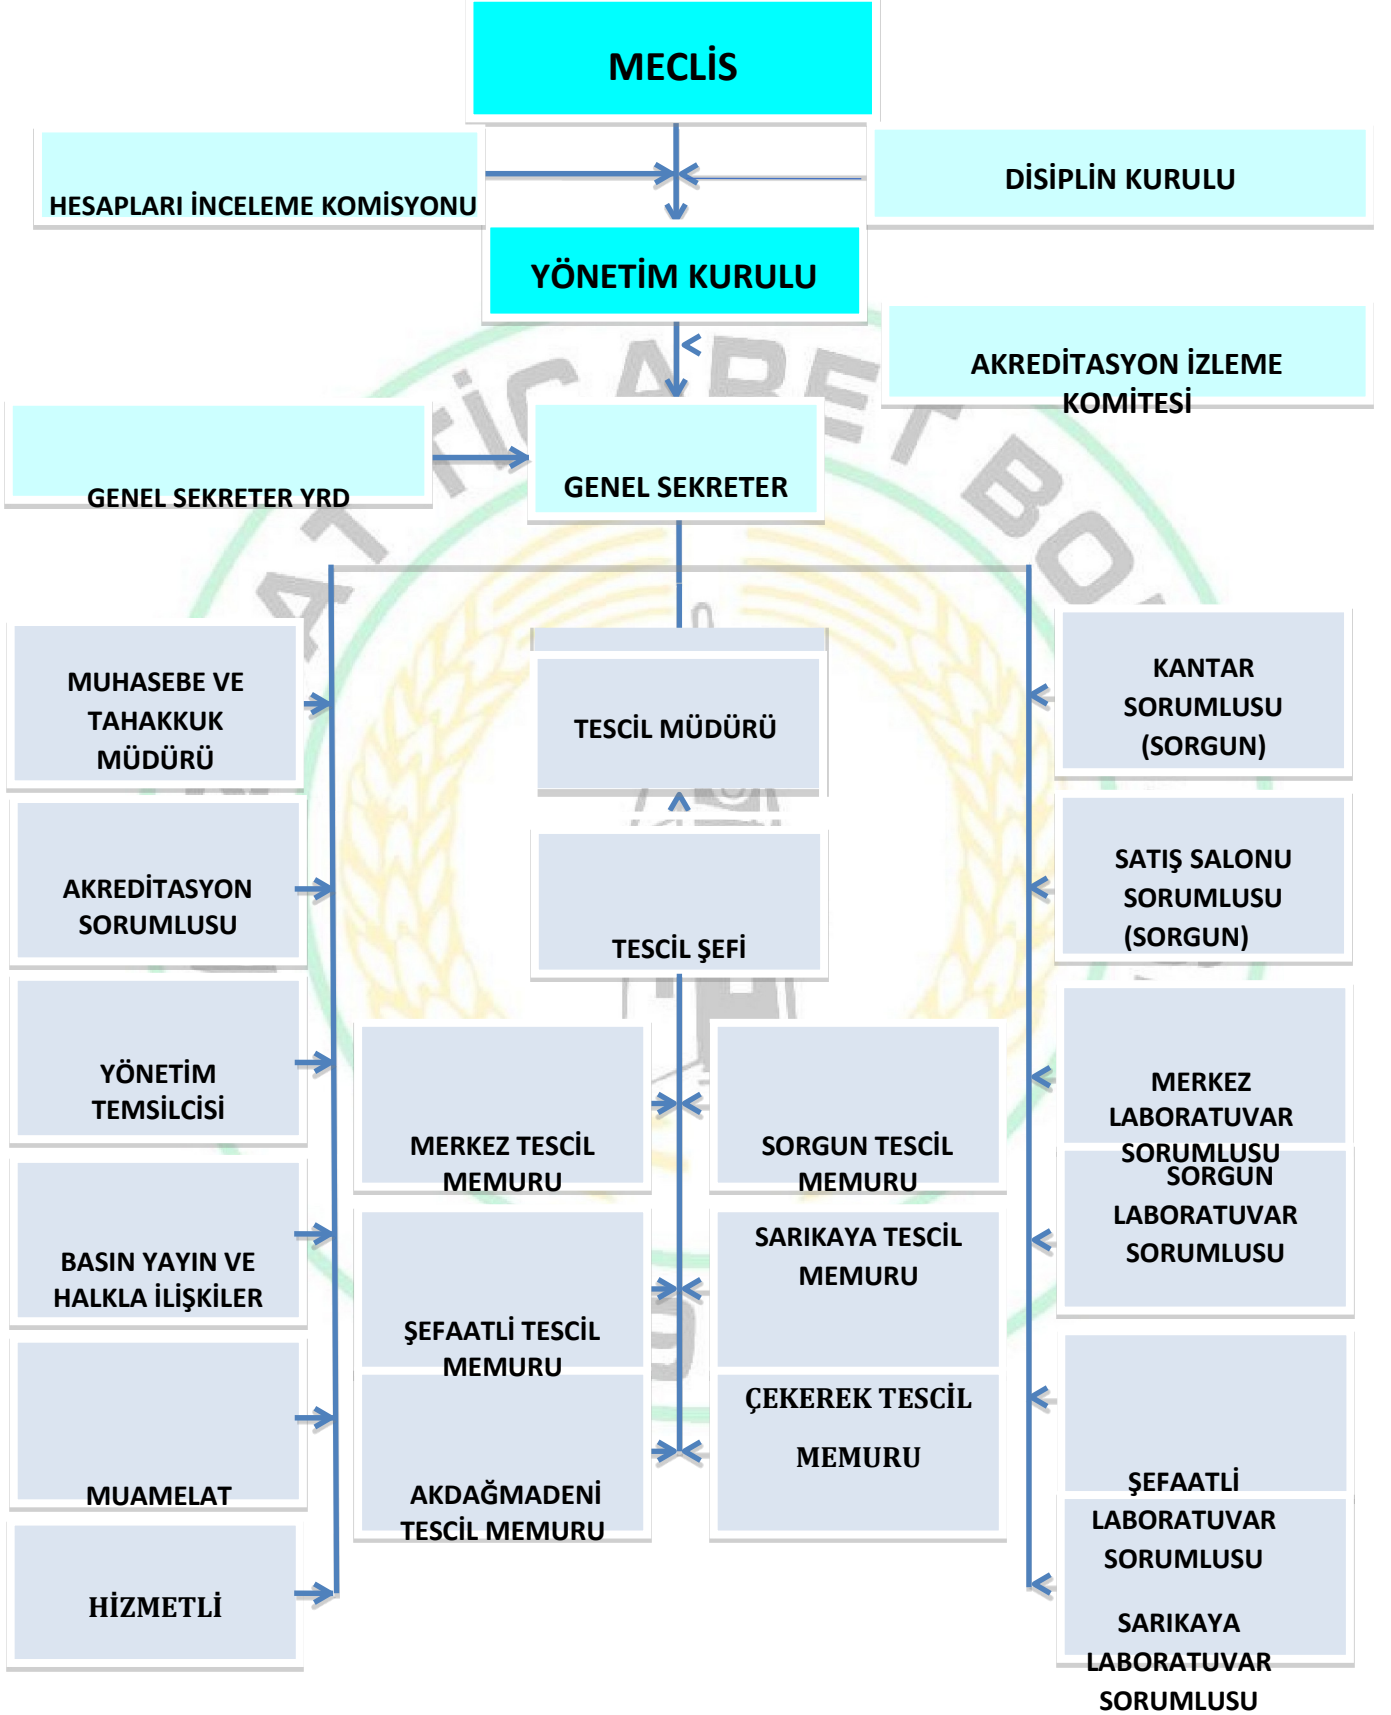 MECLİS
HESAPLARI İNCELEME KOMİSYONU
DİSİPLİN KURULU
YÖNETİM KURULU
AKREDİTASYON İZLEME
KOMİTESİ
GENEL SEKRETER YRD
GENEL SEKRETER
MUHASEBE VE
TAHAKKUK
MÜDÜRÜ
TESCİL MÜDÜRÜ
KANTAR
SORUMLUSU
(SORGUN)
AKREDİTASYON
SORUMLUSU
TESCİL ŞEFİ
SATIŞ SALONU
SORUMLUSU
(SORGUN)
YÖNETİM
TEMSİLCİSİ
MERKEZ TESCİL
MEMURU
SORGUN TESCİL
MEMURU
MERKEZ
LABORATUVAR
SORUMLUSU
SORGUN
LABORATUVAR
SORUMLUSU
BASIN YAYIN VE
HALKLA İLİŞKİLER
ŞEFAATLİ TESCİL
MEMURU
SARIKAYA TESCİL
MEMURU
MUAMELAT
AKDAĞMADENİ
TESCİL MEMURU
ÇEKEREK TESCİL
MEMURU
ŞEFAATLİ
LABORATUVAR
SORUMLUSU
HİZMETLİ
SARIKAYA
LABORATUVAR
SORUMLUSU
TİCARET